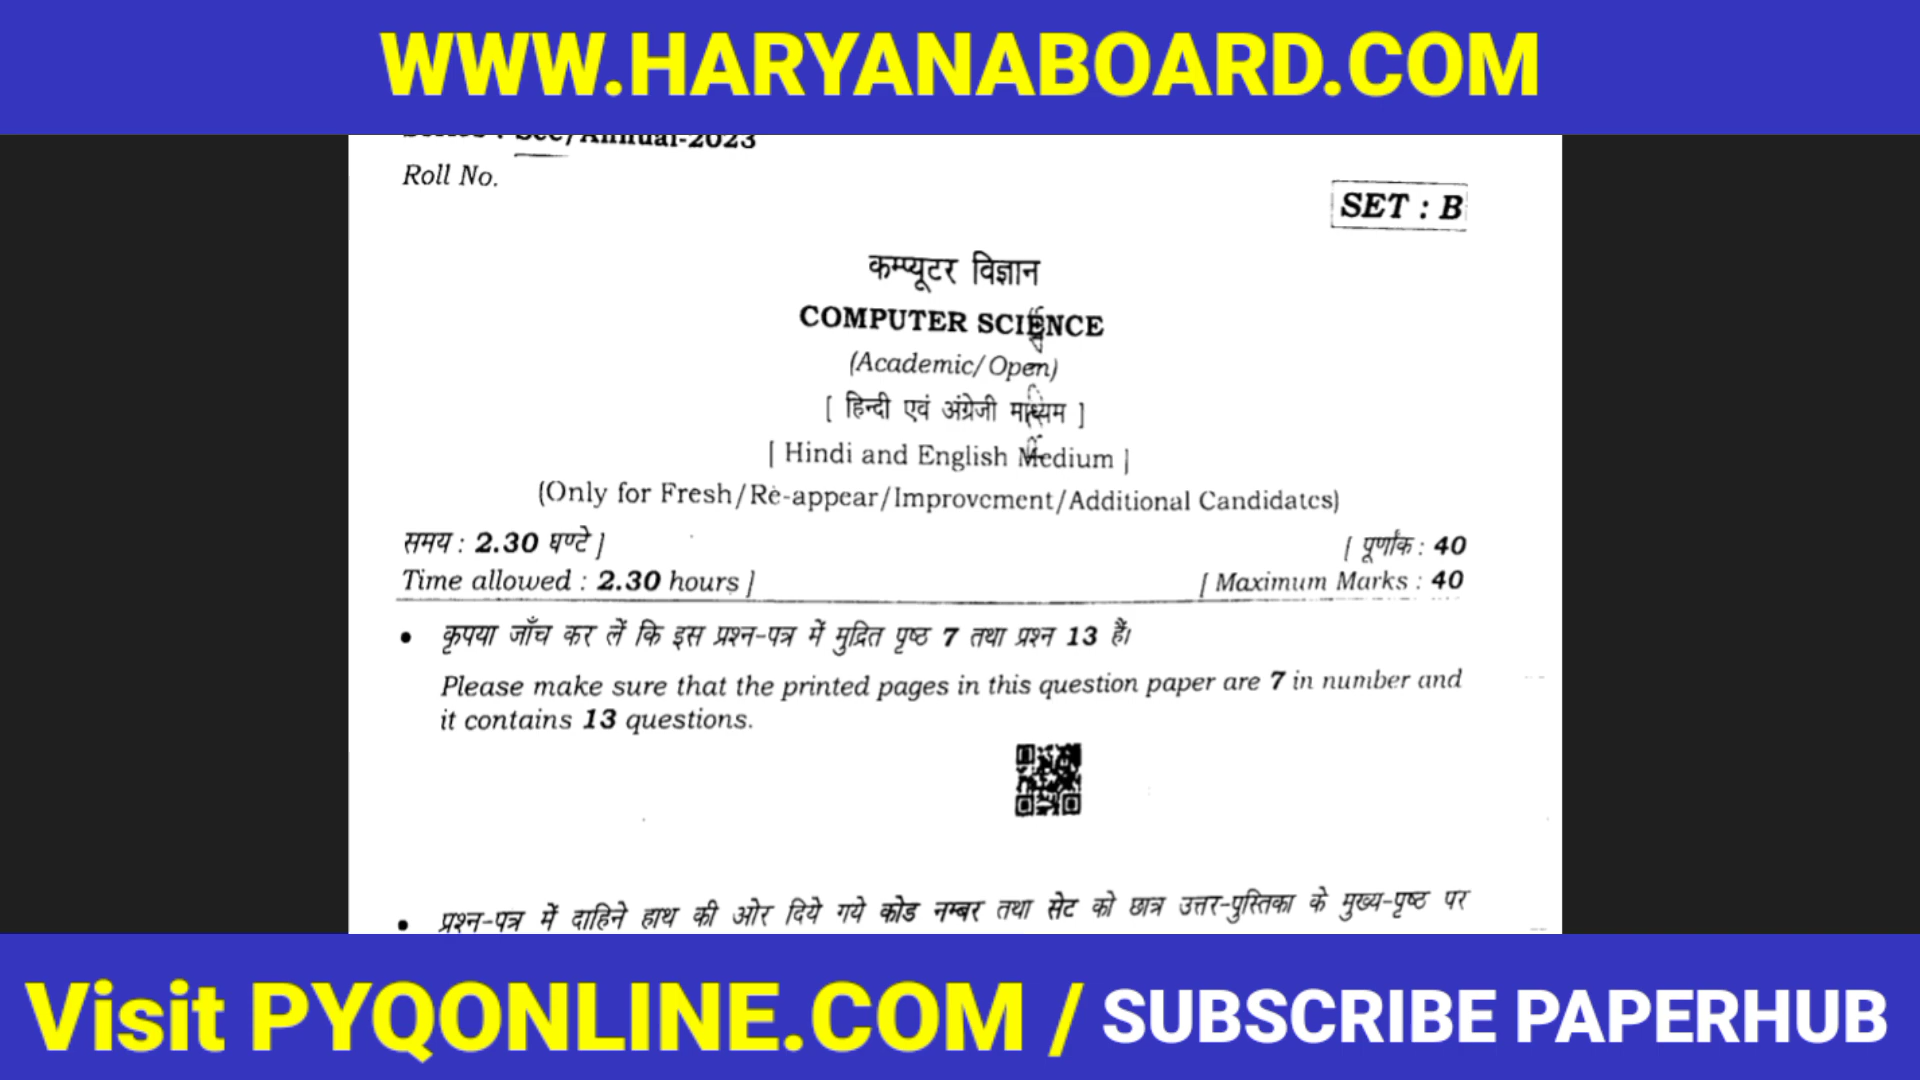 WWW.HARYANABOARD.COM
Series : Sec/Annual-2023
Roll No.
SET : B
कम्प्यूटर विज्ञान
COMPUTER SCIENCE
(Academic/Open)
[ हिन्दी एवं अंग्रेजी माध्यम ]
[ Hindi and English Medium ]
(Only for Fresh/Re-appear/Improvement/Additional Candidates)
समय : 2.30 घण्टे ] [ पूर्णांक : 40
Time allowed : 2.30 hours ] [ Maximum Marks : 40
• कृपया जाँच कर लें कि इस प्रश्न-पत्र में मुद्रित पृष्ठ 7 तथा प्रश्न 13 हैं।
Please make sure that the printed pages in this question paper are 7 in number and
it contains 13 questions.
• प्रश्न-पत्र में दाहिने हाथ की ओर दिये गये कोड नम्बर तथा सेट को छात्र उत्तर-पुस्तिका के मुख्य-पृष्ठ पर
Visit PYQONLINE.COM / SUBSCRIBE PAPERHUB